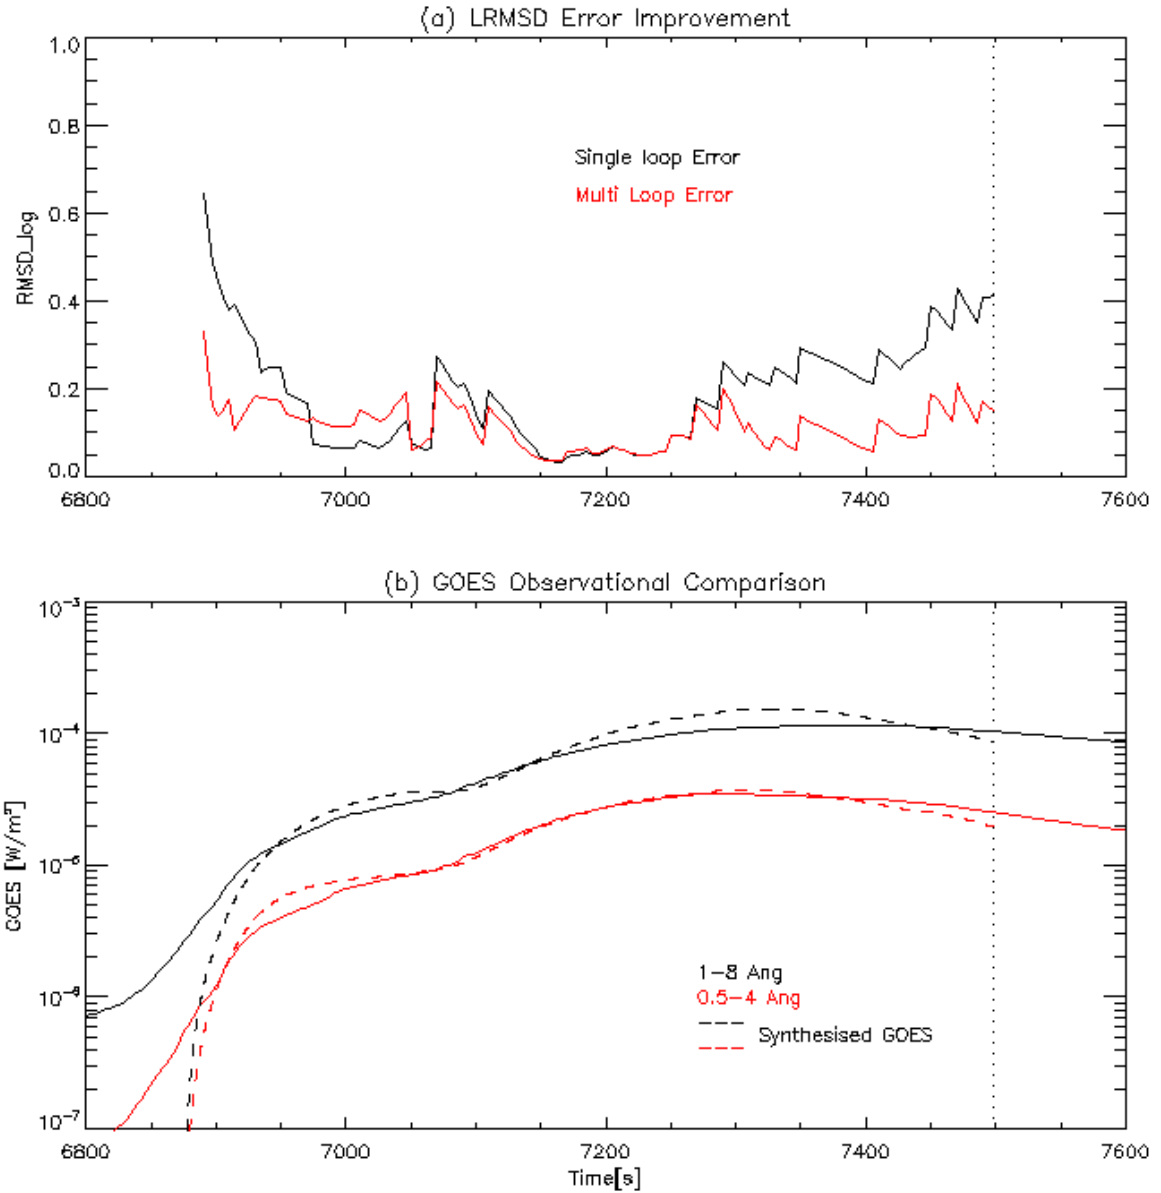 (a) LRMSD Error Improvement
1.0
0.8
0.6
0.4
0.2
0.0
RMSD_log
Single loop Error
Multi Loop Error
6800 7000 7200 7400 7600
(b) GOES Observational Comparison
10⁻³
10⁻⁴
10⁻⁵
10⁻⁶
10⁻⁷
GOES [W/m²]
1–8 Ang
0.5–4 Ang
Synthesised GOES
6800 7000 7200 7400 7600
Time[s]